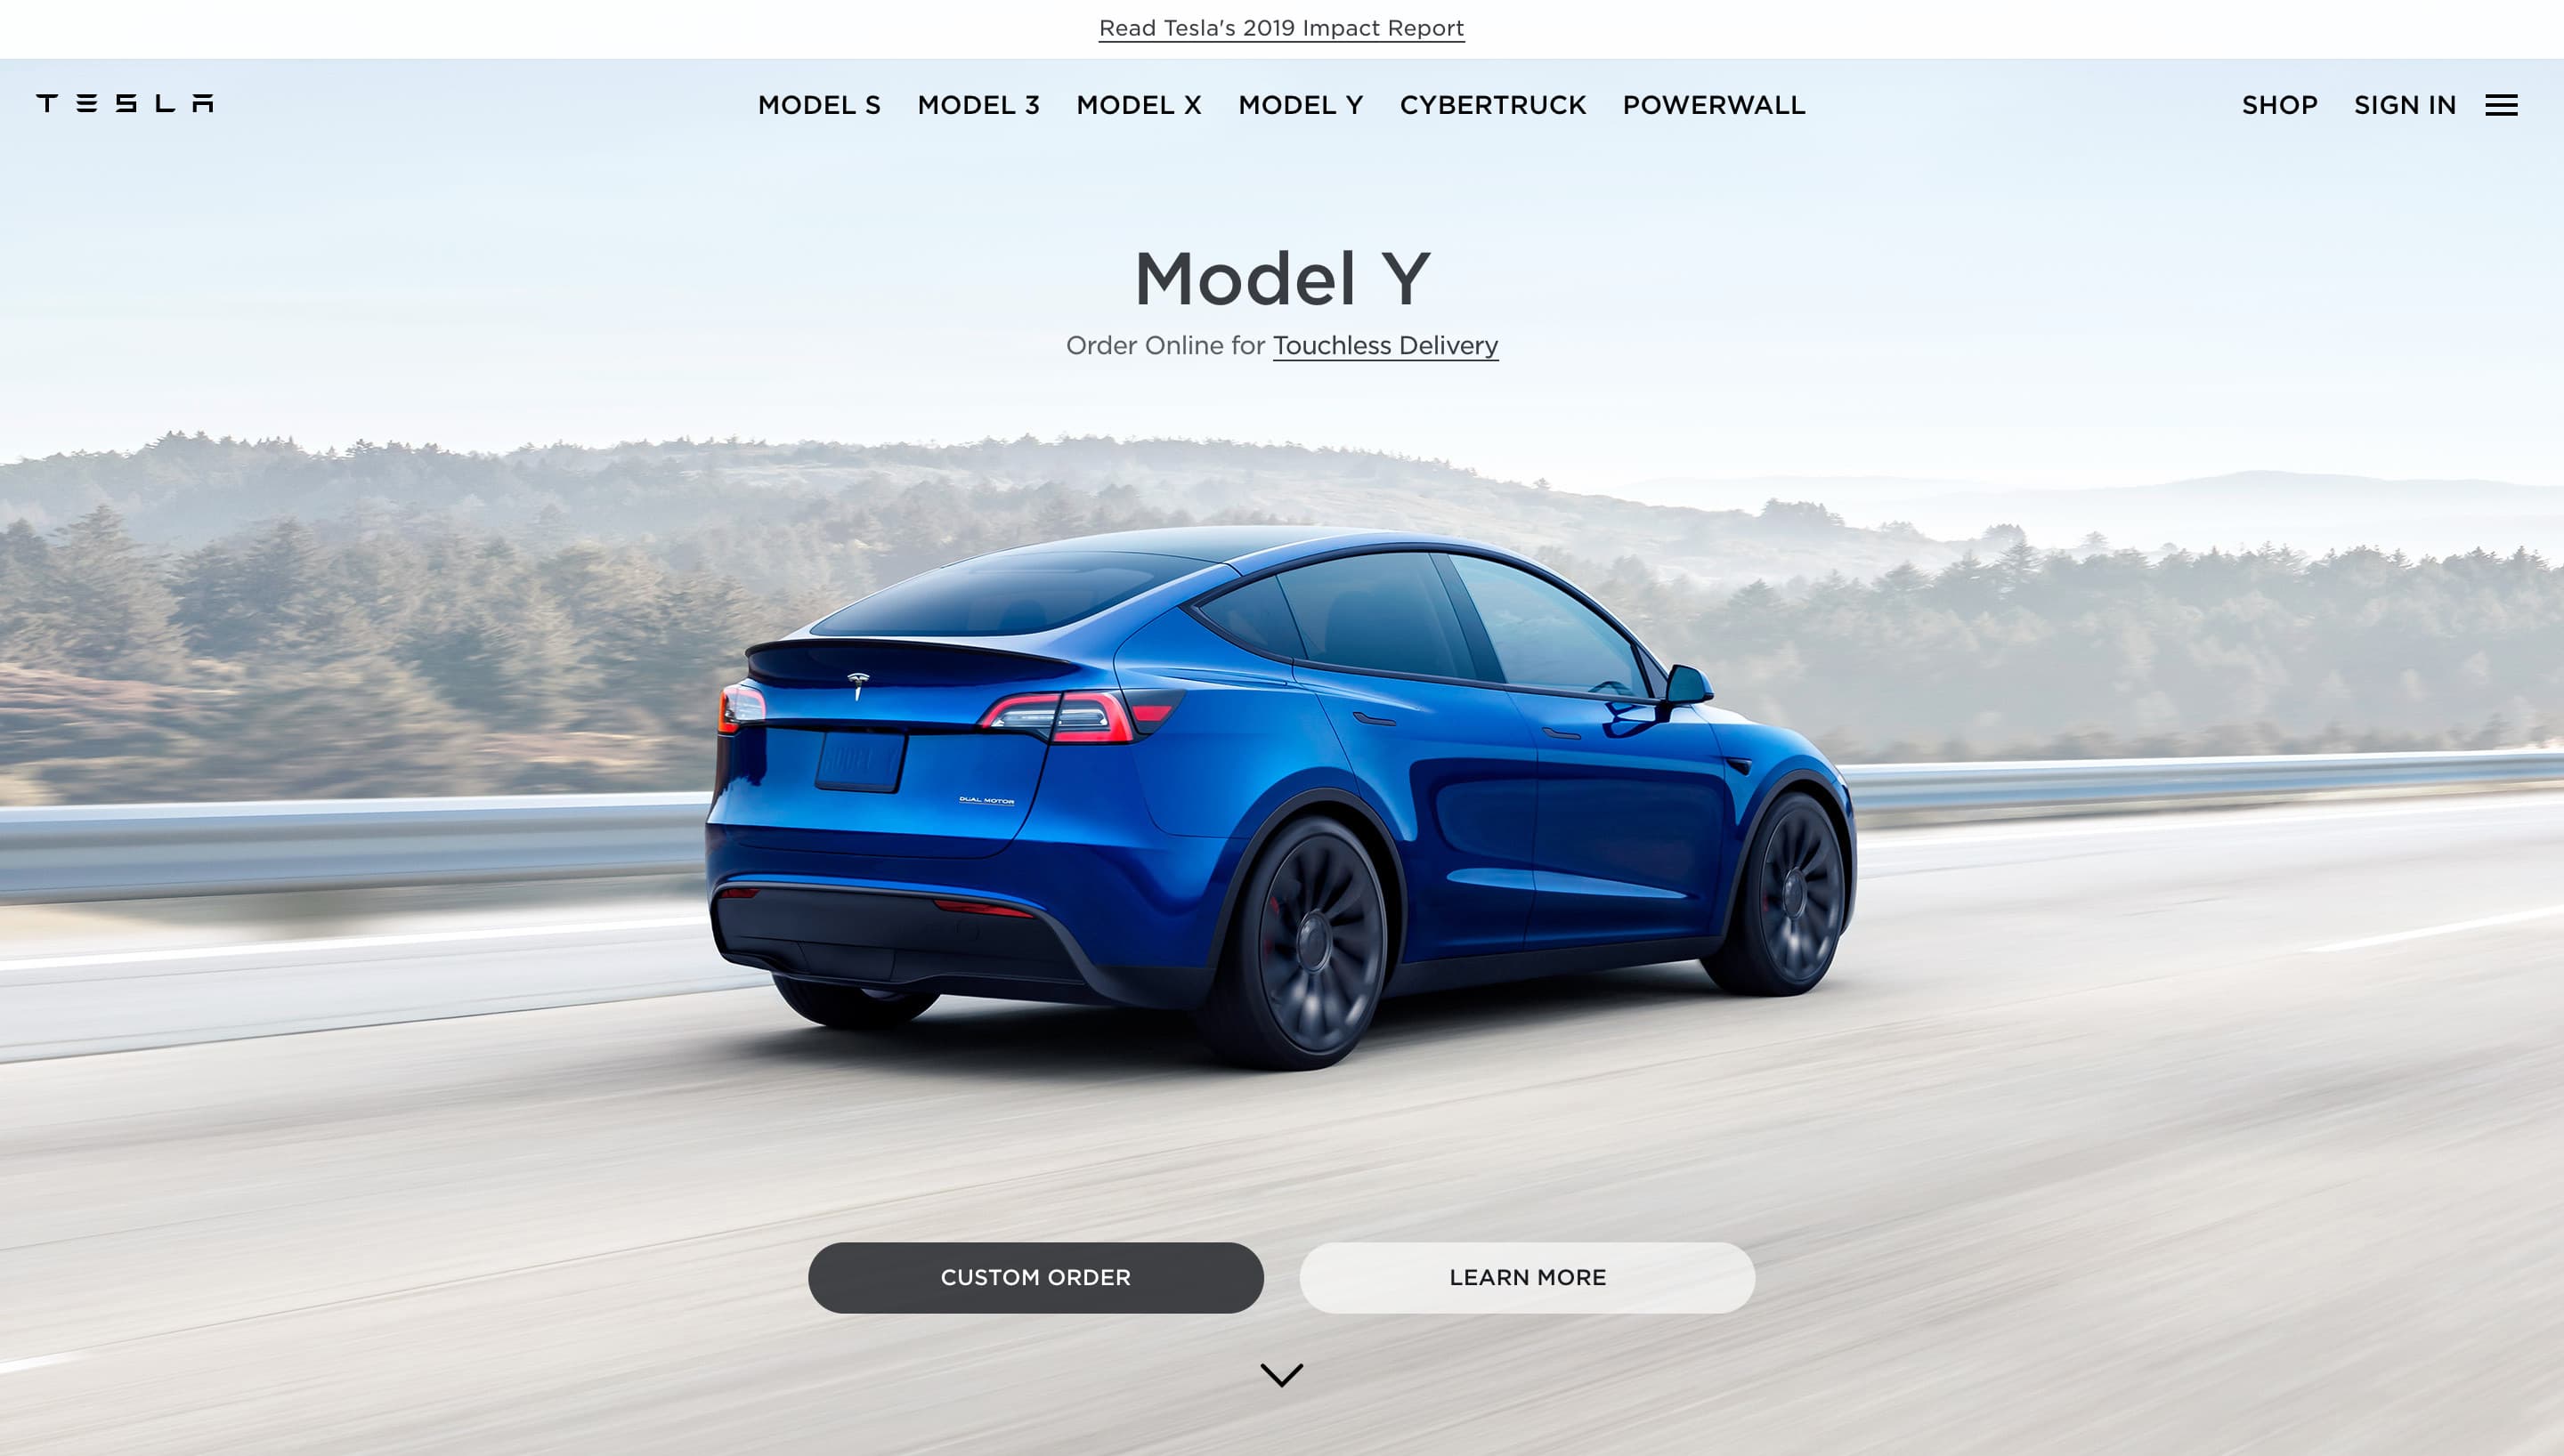 Read Tesla's 2019 Impact Report
TESLA
MODEL S MODEL 3 MODEL X MODEL Y CYBERTRUCK POWERWALL
SHOP SIGN IN
Model Y
Order Online for Touchless Delivery
MODEL Y
DUAL MOTOR
CUSTOM ORDER
LEARN MORE